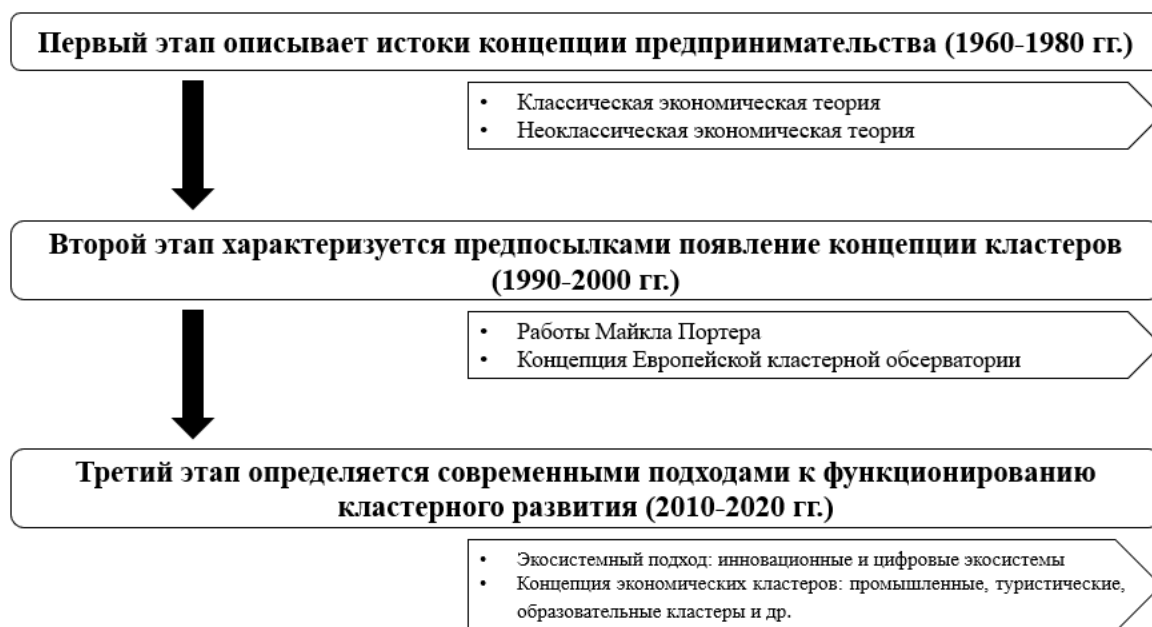 Первый этап описывает истоки концепции предпринимательства (1960-1980 гг.)
• Классическая экономическая теория
• Неоклассическая экономическая теория
Второй этап характеризуется предпосылками появление концепции кластеров
(1990-2000 гг.)
• Работы Майкла Портера
• Концепция Европейской кластерной обсерватории
Третий этап определяется современными подходами к функционированию
кластерного развития (2010-2020 гг.)
• Экосистемный подход: инновационные и цифровые экосистемы
• Концепция экономических кластеров: промышленные, туристические,
образовательные кластеры и др.